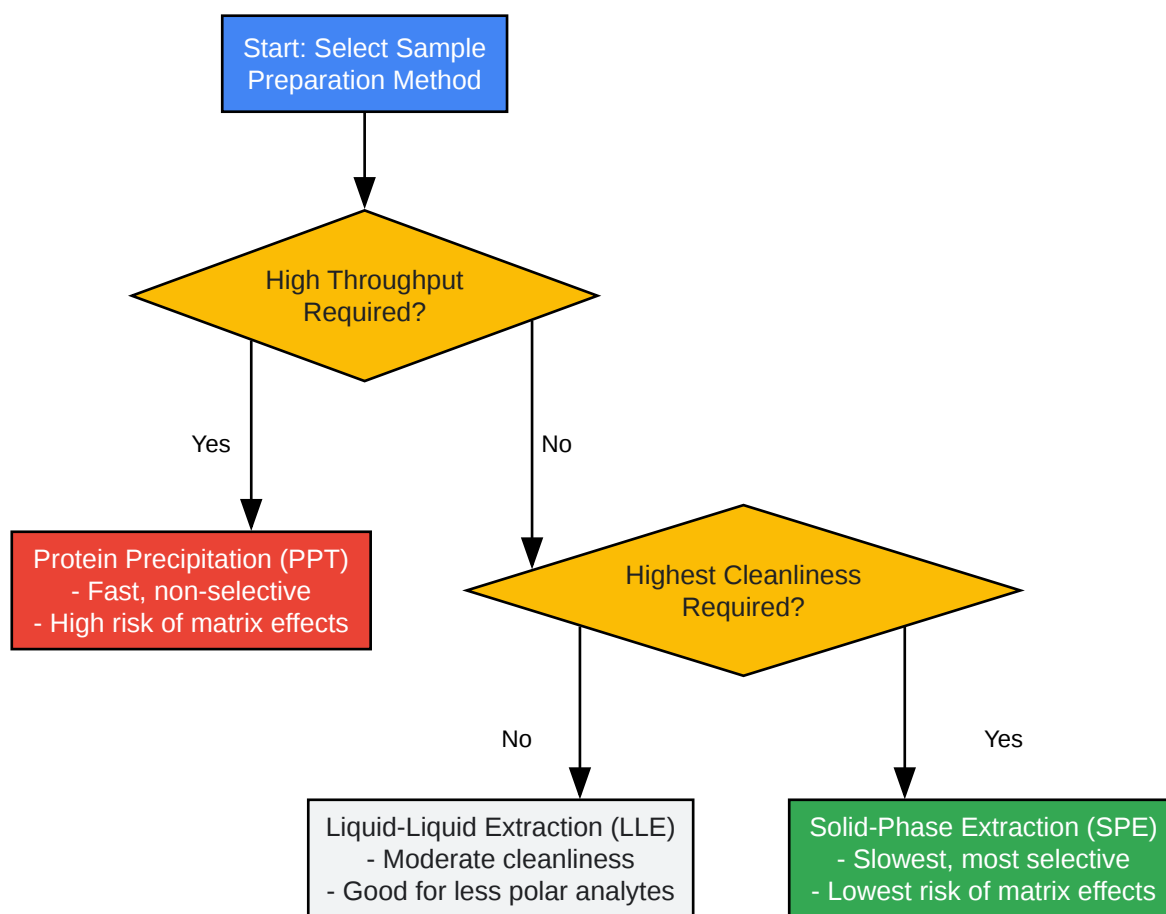 Start: Select Sample
Preparation Method
High Throughput
Required?
Yes
No
Protein Precipitation (PPT)
- Fast, non-selective
- High risk of matrix effects
Highest Cleanliness
Required?
No
Yes
Liquid-Liquid Extraction (LLE)
- Moderate cleanliness
- Good for less polar analytes
Solid-Phase Extraction (SPE)
- Slowest, most selective
- Lowest risk of matrix effects